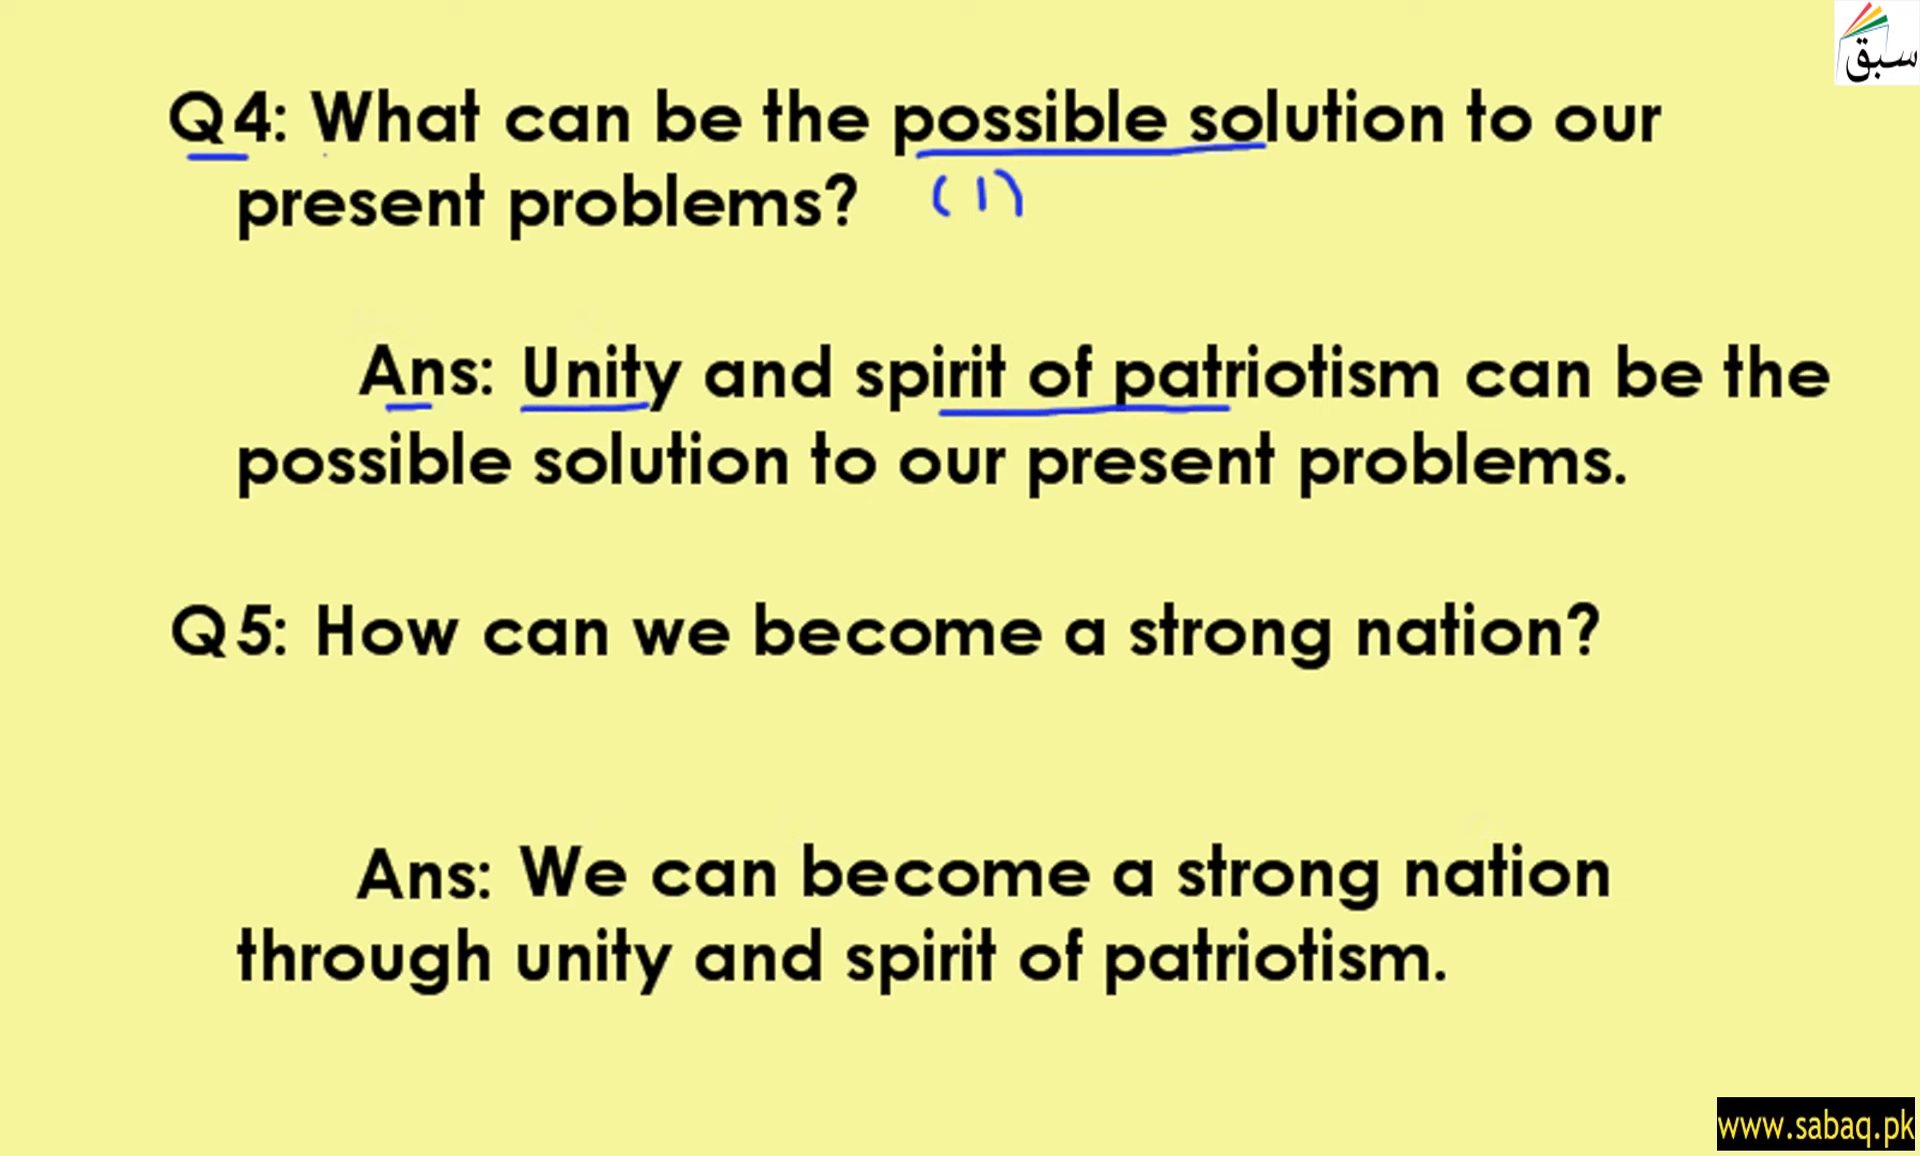 سبق
Q4: What can be the possible solution to our
present problems? (1)
Ans: Unity and spirit of patriotism can be the
possible solution to our present problems.
Q5: How can we become a strong nation?
Ans: We can become a strong nation
through unity and spirit of patriotism.
www.sabaq.pk